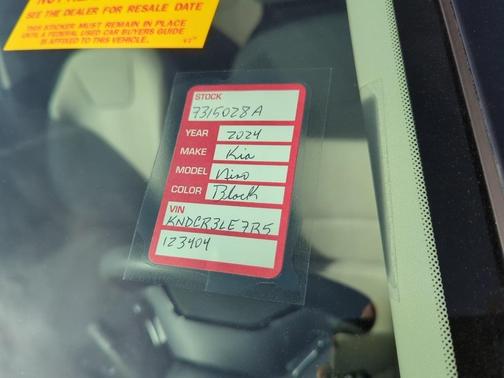 SEE THE DEALER FOR RESALE DATE
THIS STICKER MUST REMAIN IN PLACE
UNTIL A FEDERAL USED CAR BUYERS GUIDE
IS AFFIXED TO THIS VEHICLE.
STOCK
7315028A
YEAR 2024
MAKE Kia
MODEL Niro
COLOR Black
VIN
KNDCR3LE7R5
123404